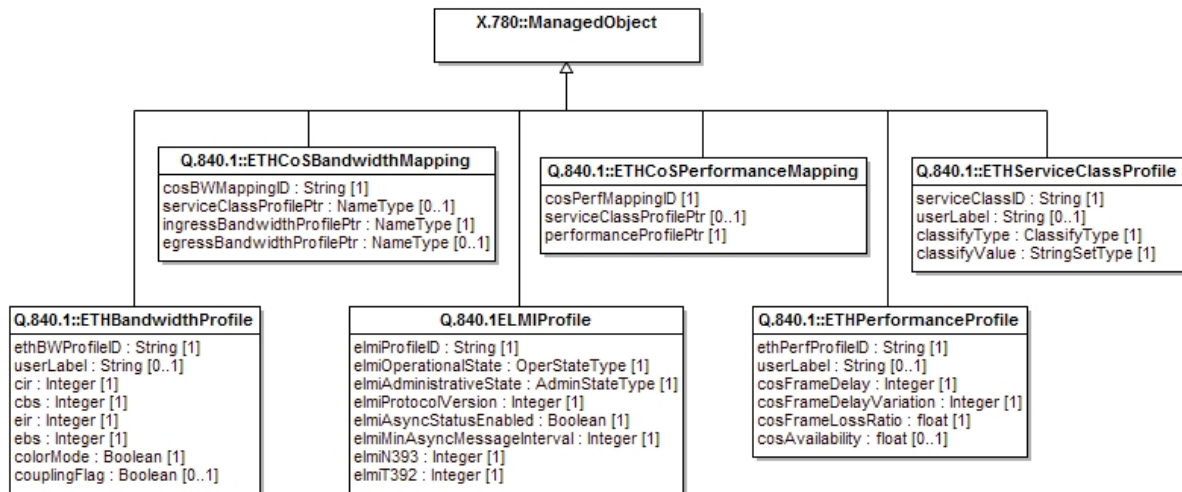 X.780::ManagedObject
Q.840.1::ETHCoSBandwidthMapping
cosBWMappingID : String [1]
serviceClassProfilePtr : NameType [0..1]
ingressBandwidthProfilePtr : NameType [1]
egressBandwidthProfilePtr : NameType [0..1]
Q.840.1::ETHCoSPerformanceMapping
cosPerfMappingID [1]
serviceClassProfilePtr [0..1]
performanceProfilePtr [1]
Q.840.1::ETHServiceClassProfile
serviceClassID : String [1]
userLabel : String [0..1]
classifyType : ClassifyType [1]
classifyValue : StringSetType [1]
Q.840.1::ETHBandwidthProfile
ethBWProfileID : String [1]
userLabel : String [0..1]
cir : Integer [1]
cbs : Integer [1]
eir : Integer [1]
ebs : Integer [1]
colorMode : Boolean [1]
couplingFlag : Boolean [0..1]
Q.840.1ELMIProfile
elmiProfileID : String [1]
elmiOperationalState : OperStateType [1]
elmiAdministrativeState : AdminStateType [1]
elmiProtocolVersion : Integer [1]
elmiAsyncStatusEnabled : Boolean [1]
elmiMinAsyncMessageInterval : Integer [1]
elmiN393 : Integer [1]
elmiT392 : Integer [1]
Q.840.1::ETHPerformanceProfile
ethPerfProfileID : String [1]
userLabel : String [0..1]
cosFrameDelay : Integer [1]
cosFrameDelayVariation : Integer [1]
cosFrameLossRatio : float [1]
cosAvailability : float [0..1]